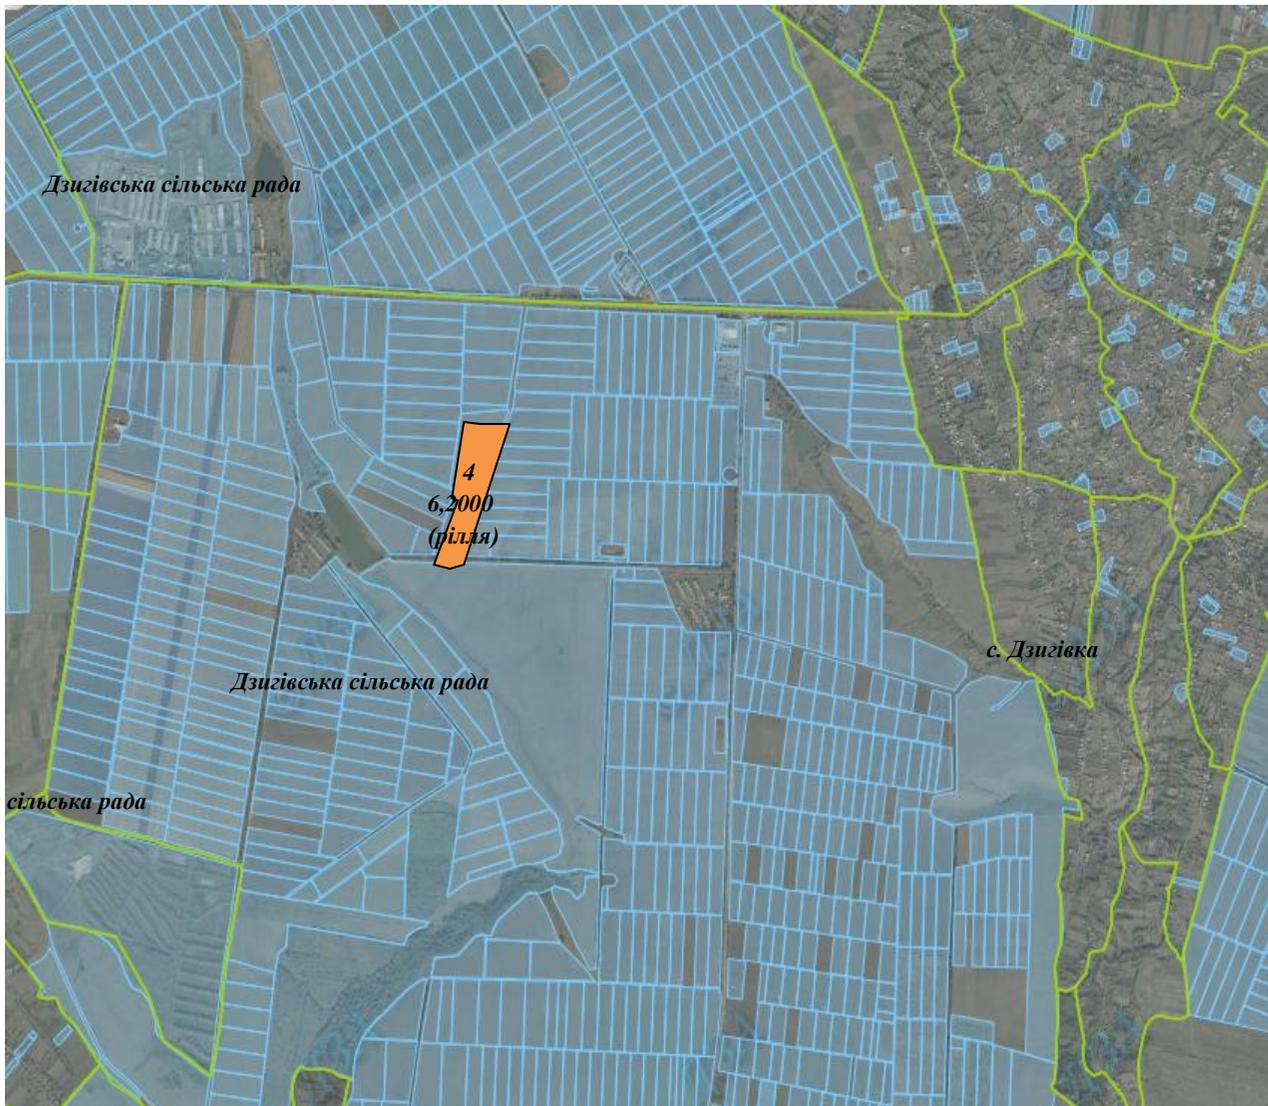 Дзигівська сільська рада
4
6,2000
(рілля)
с. Дзигівка
Дзигівська сільська рада
сільська рада